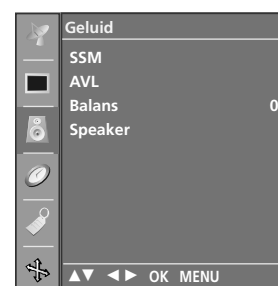 Geluid
SSM
AVL
Balans 0
Speaker
▲▼ ◄► OK MENU